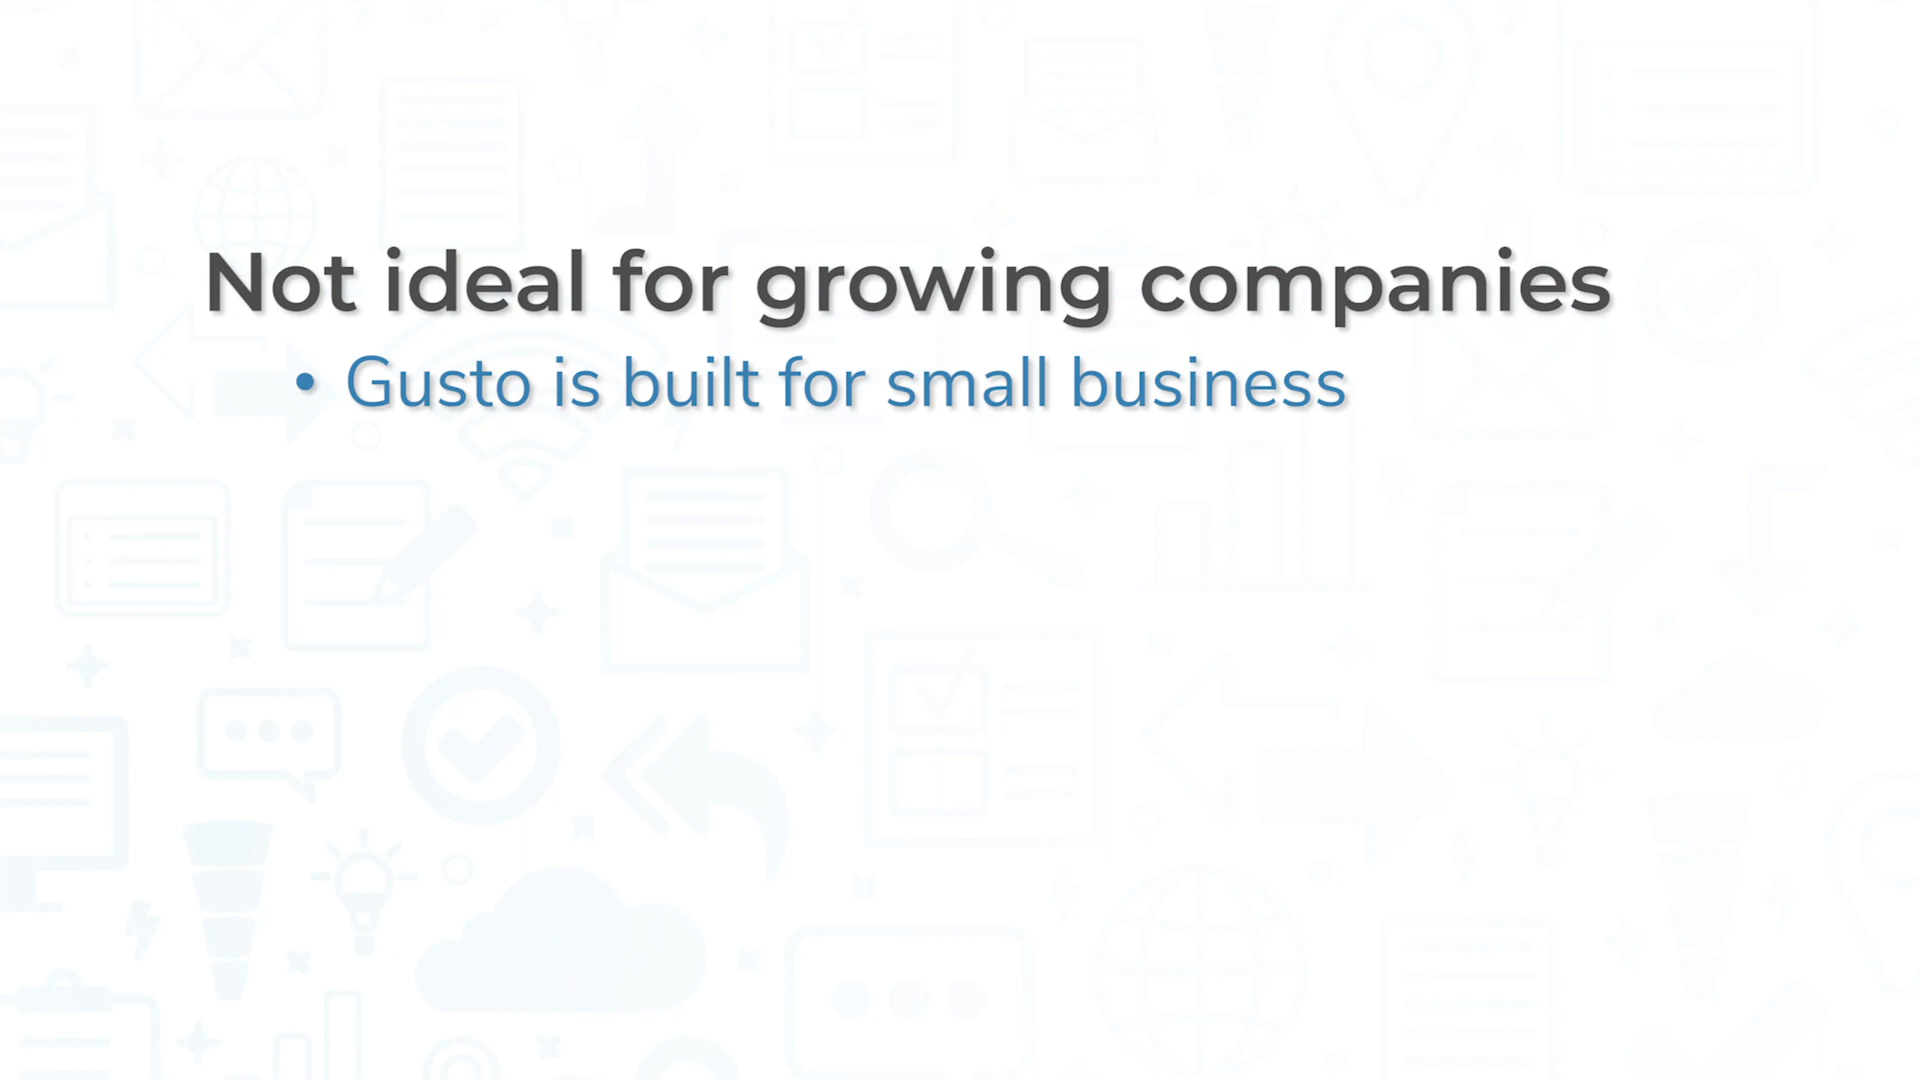 Not ideal for growing companies
• Gusto is built for small business